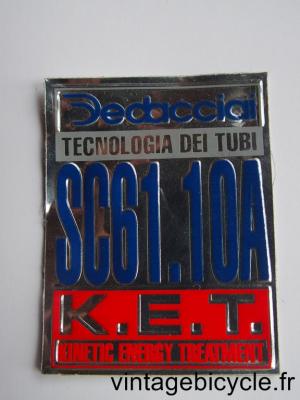 Dedacciai
TECNOLOGIA DEI TUBI
SC61.10A
K.E.T.
KINETIC ENERGY TREATMENT
vintagebicycle.fr